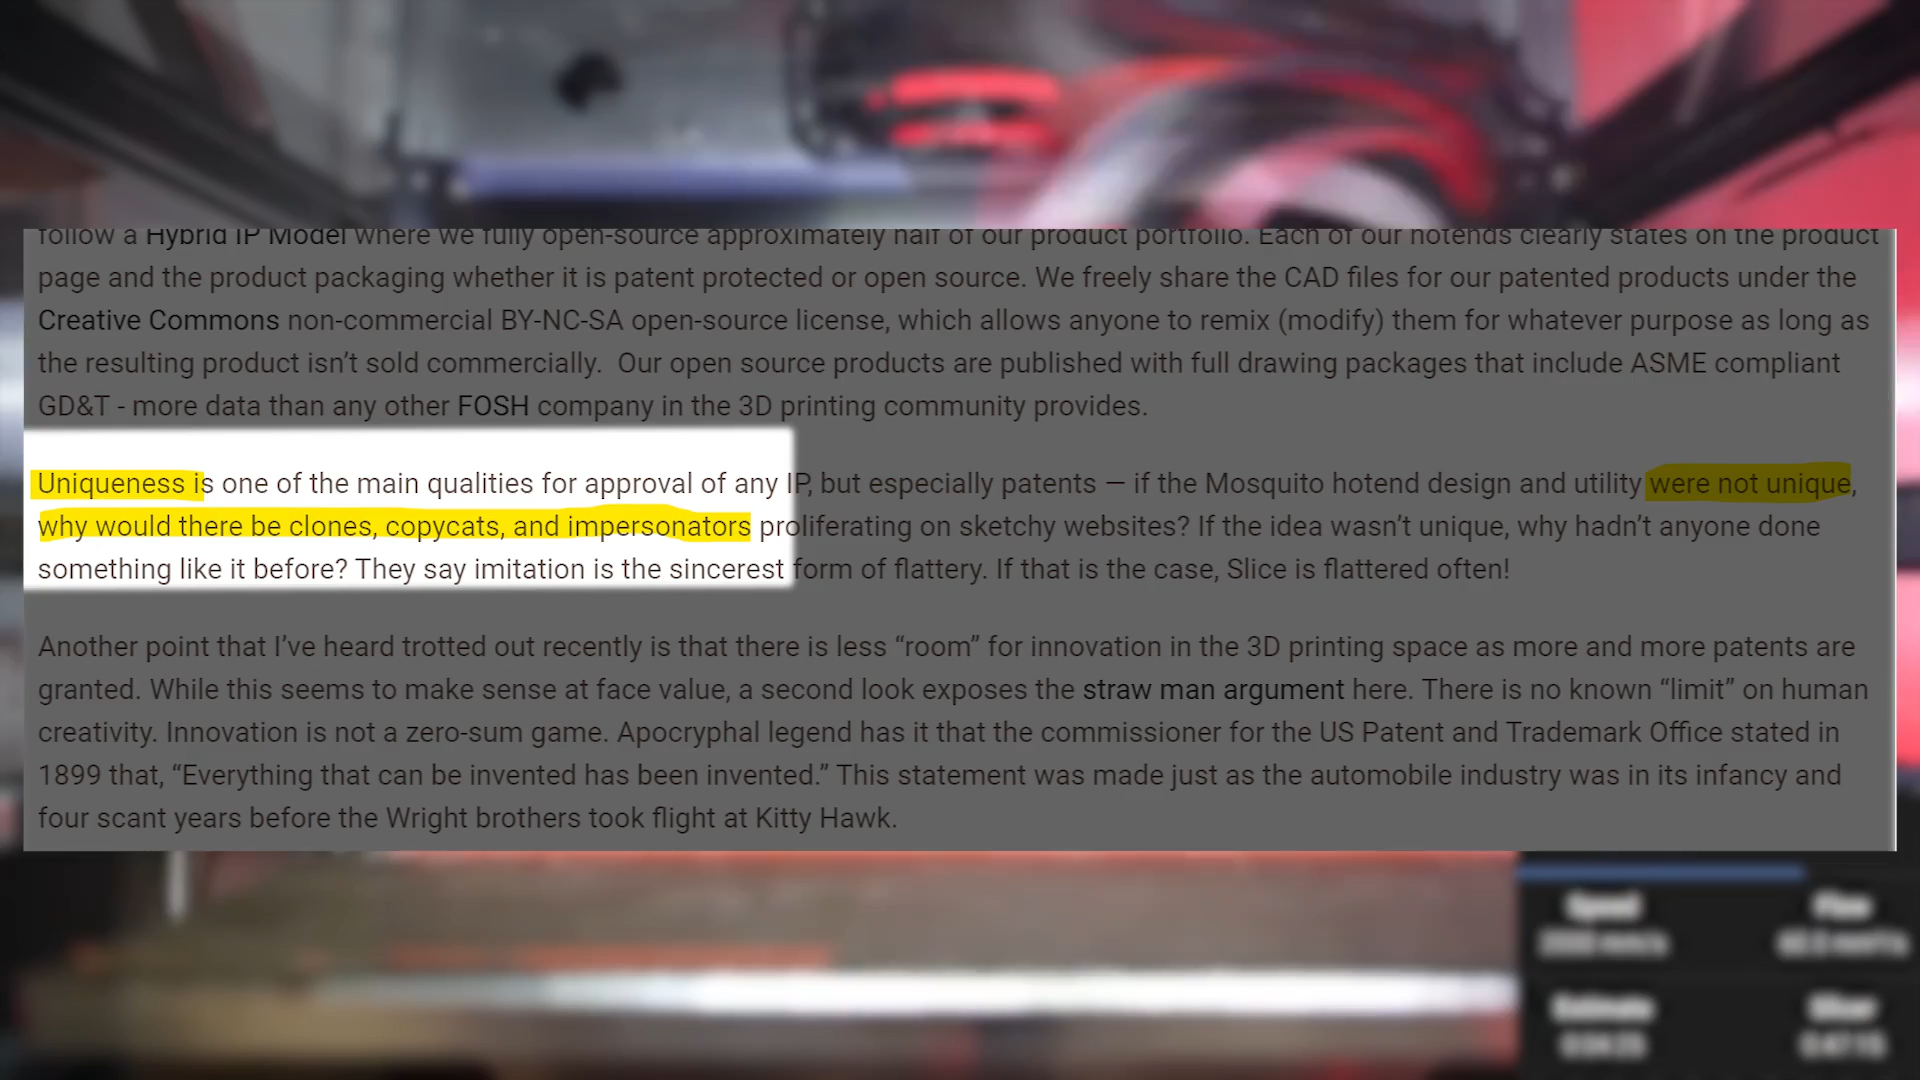 follow a Hybrid IP Model where we fully open-source approximately half of our product portfolio. Each of our hotends clearly states on the product
page and the product packaging whether it is patent protected or open source. We freely share the CAD files for our patented products under the
Creative Commons non-commercial BY-NC-SA open-source license, which allows anyone to remix (modify) them for whatever purpose as long as
the resulting product isn’t sold commercially.  Our open source products are published with full drawing packages that include ASME compliant
GD&T - more data than any other FOSH company in the 3D printing community provides.
Uniqueness is one of the main qualities for approval of any IP, but especially patents — if the Mosquito hotend design and utility were not unique,
why would there be clones, copycats, and impersonators proliferating on sketchy websites? If the idea wasn’t unique, why hadn’t anyone done
something like it before? They say imitation is the sincerest form of flattery. If that is the case, Slice is flattered often!
Another point that I’ve heard trotted out recently is that there is less “room” for innovation in the 3D printing space as more and more patents are
granted. While this seems to make sense at face value, a second look exposes the straw man argument here. There is no known “limit” on human
creativity. Innovation is not a zero-sum game. Apocryphal legend has it that the commissioner for the US Patent and Trademark Office stated in
1899 that, “Everything that can be invented has been invented.” This statement was made just as the automobile industry was in its infancy and
four scant years before the Wright brothers took flight at Kitty Hawk.
Speed
Flow
Estimate
Slicer